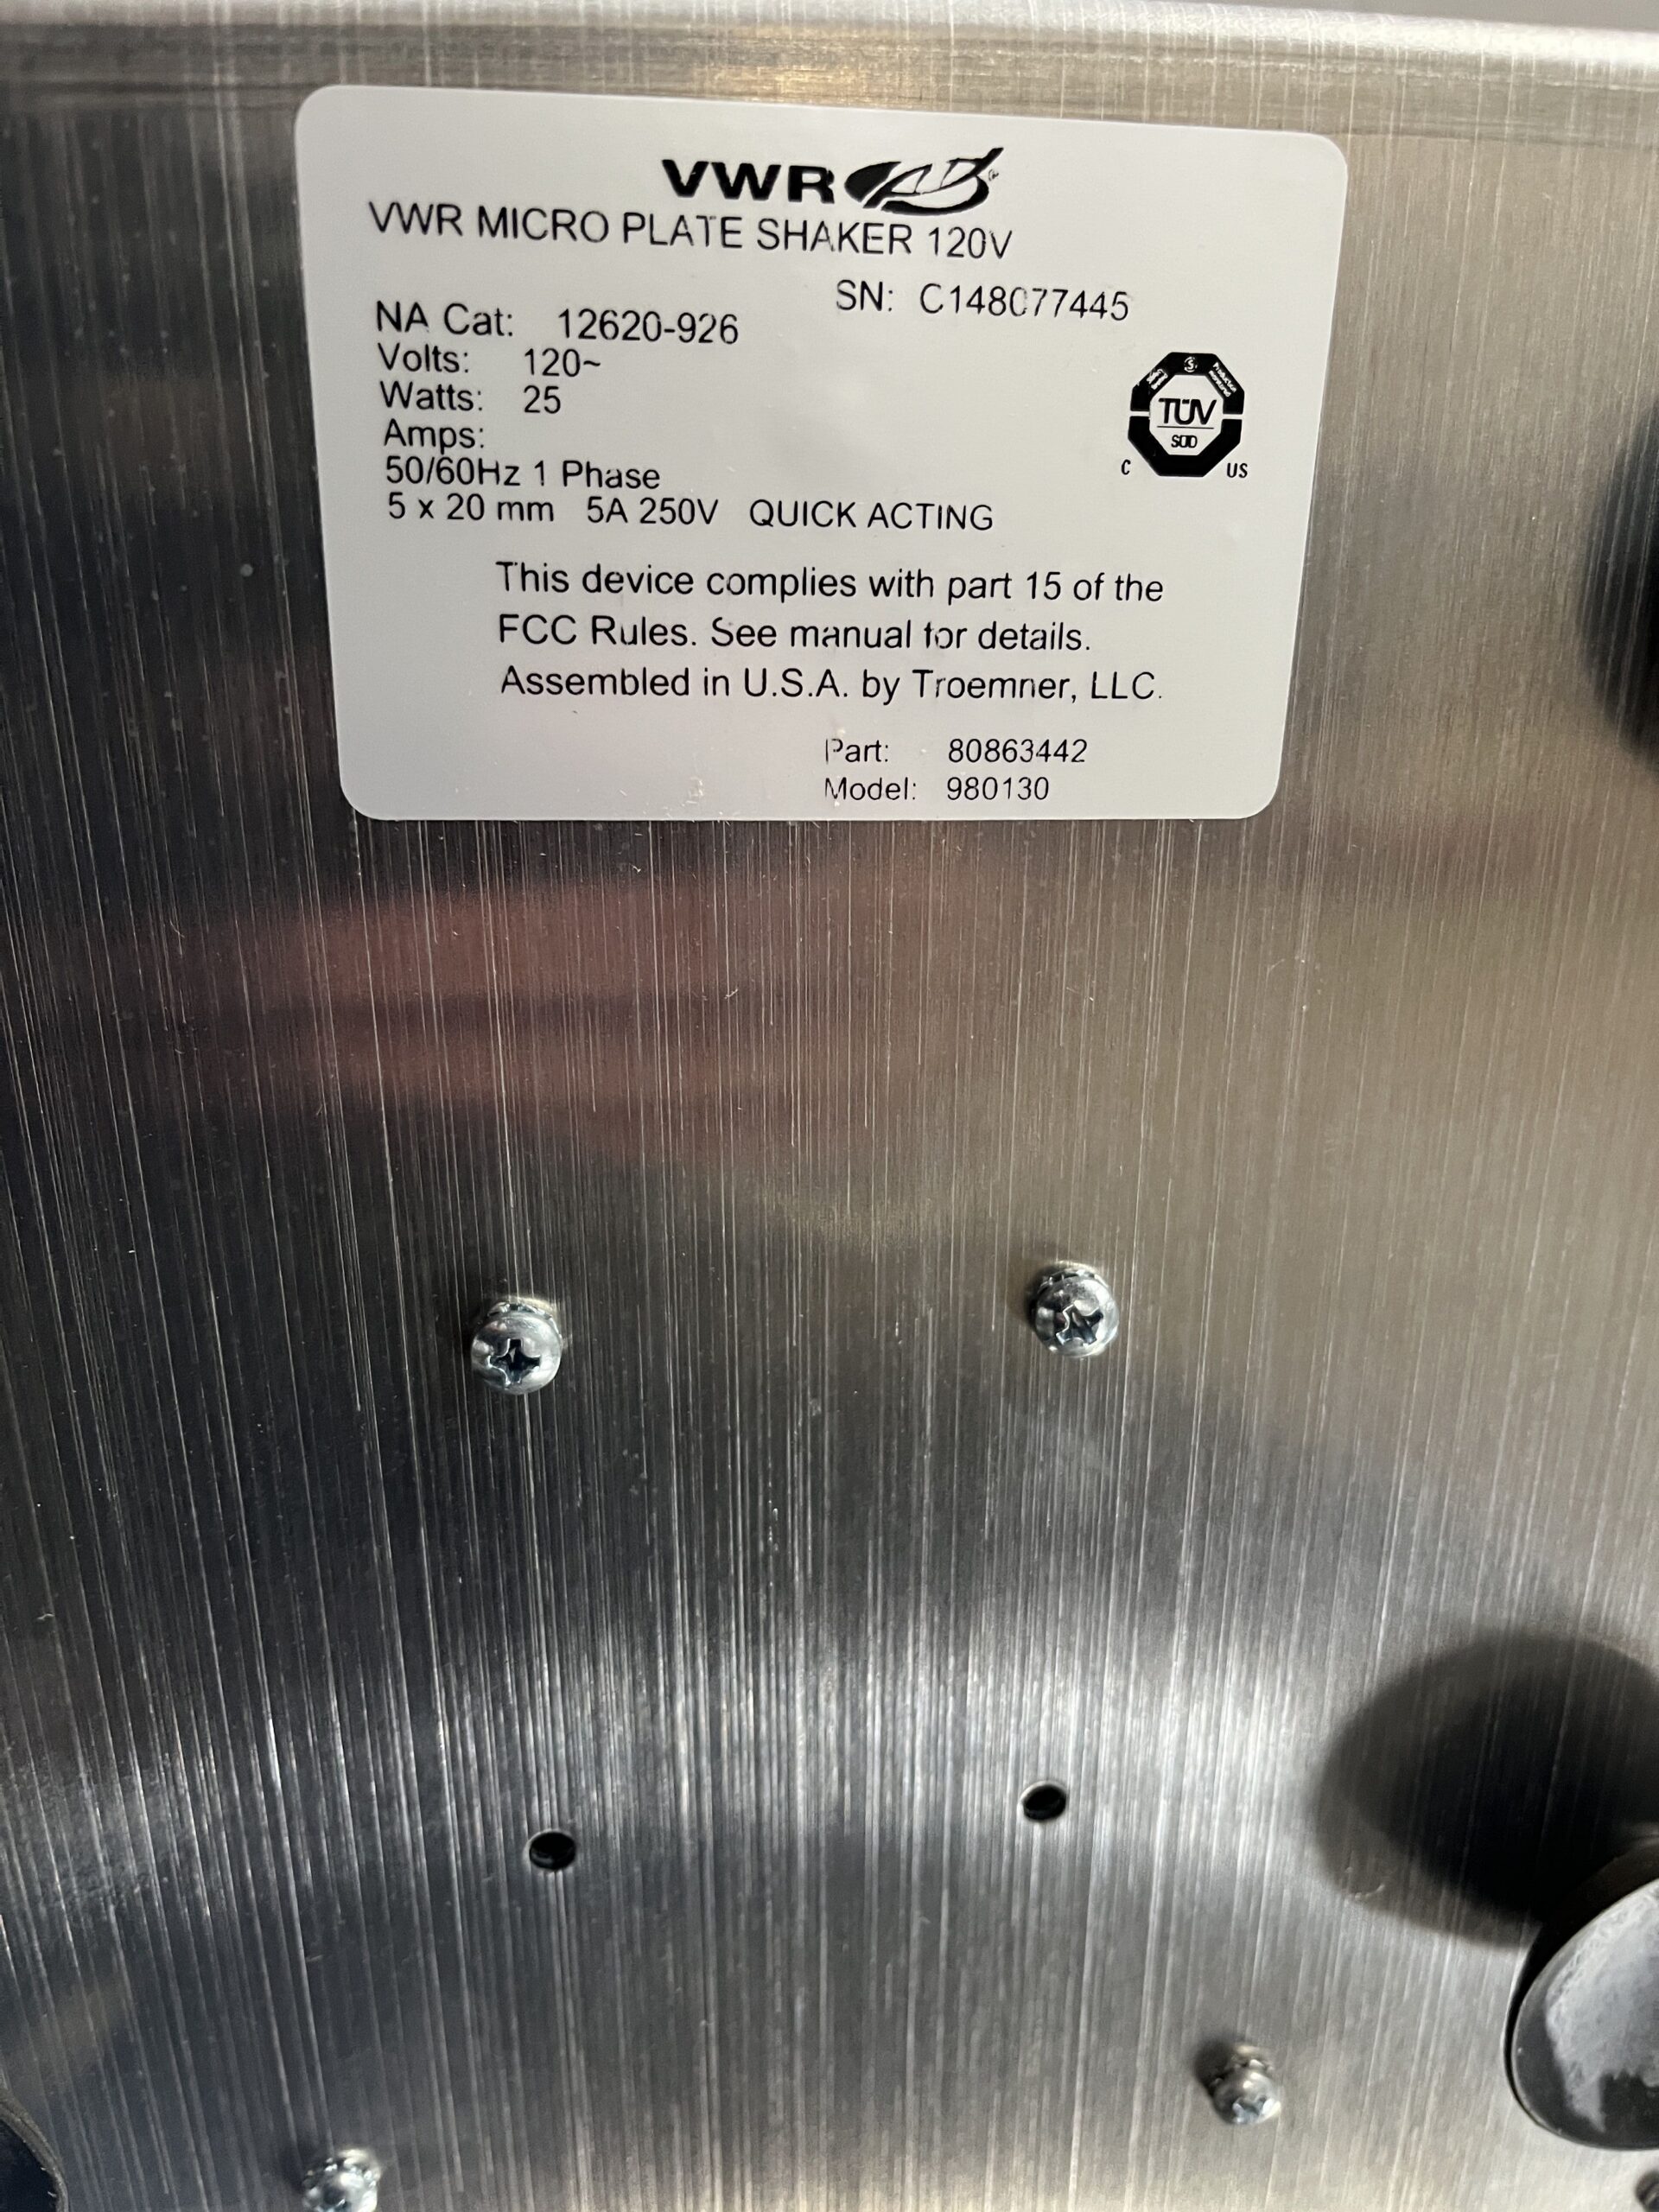 VWR
VWR MICRO PLATE SHAKER 120V
SN: C148077445
NA Cat: 12620-926
Volts: 120~
Watts: 25
Amps:
50/60Hz 1 Phase
5 x 20 mm 5A 250V QUICK ACTING
TÜV
SÜD
C US
This device complies with part 15 of the
FCC Rules. See manual for details.
Assembled in U.S.A. by Troemner, LLC.
Part: 80863442
Model: 980130